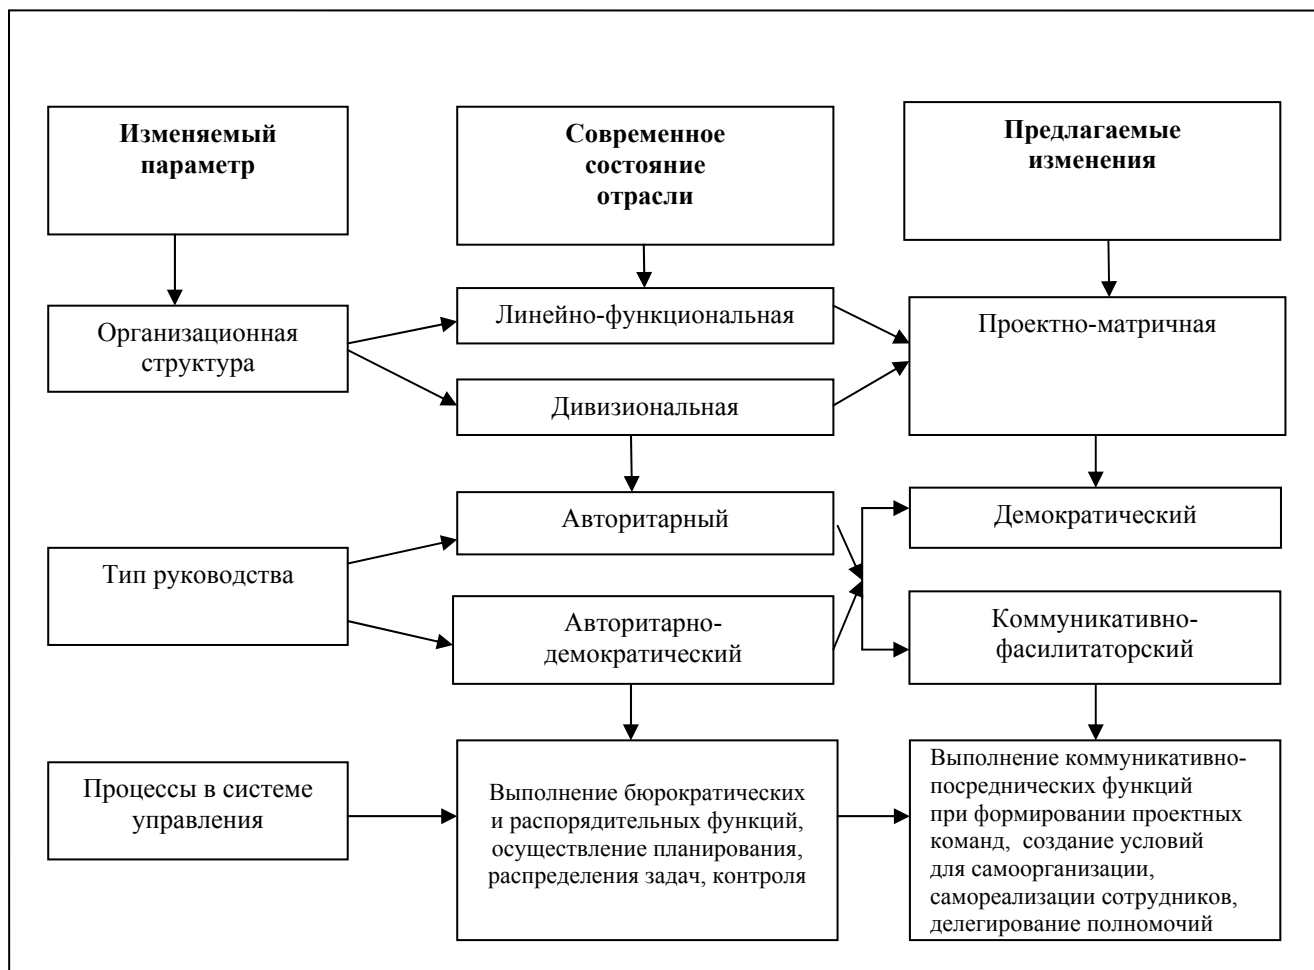 Изменяемый
параметр
Современное
состояние
отрасли
Предлагаемые
изменения
Организационная
структура
Линейно-функциональная
Дивизиональная
Проектно-матричная
Тип руководства
Авторитарный
Авторитарно-
демократический
Демократический
Коммуникативно-
фасилитаторский
Процессы в системе
управления
Выполнение бюрократических
и распорядительных функций,
осуществление планирования,
распределения задач, контроля
Выполнение коммуникативно-
посреднических функций
при формировании проектных
команд, создание условий
для самоорганизации,
самореализации сотрудников,
делегирование полномочий